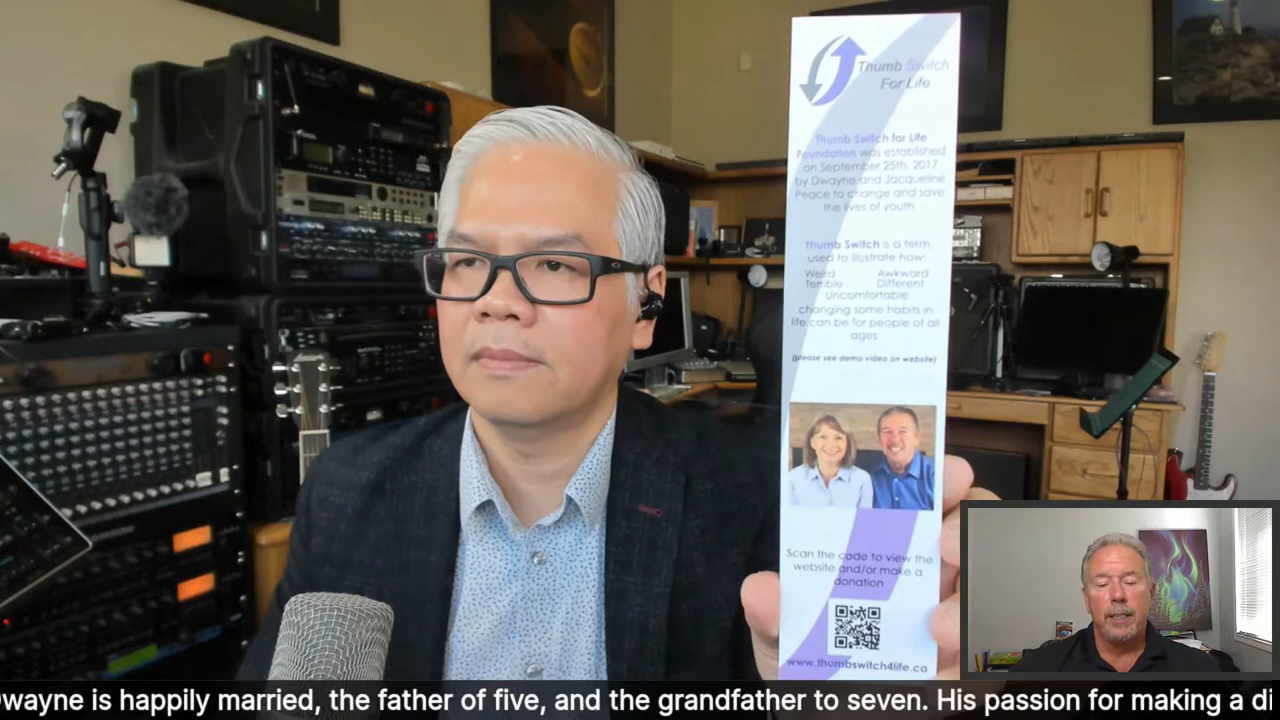 Thumb Switch
For Life
Thumb Switch for Life
Foundation was established
on September 25th, 2017
by Dwayne and Jacqueline
Peace to change and save
the lives of youth
Thumb Switch is a term
used to illustrate how:
Weird Awkward
Terrible Different
Uncomfortable
changing some habits in
life can be for people of all
ages
(please see demo video on website)
Scan the code to view the
website and/or make a
donation
www.thumbswitch4life.ca
Dwayne is happily married, the father of five, and the grandfather to seven. His passion for making a di